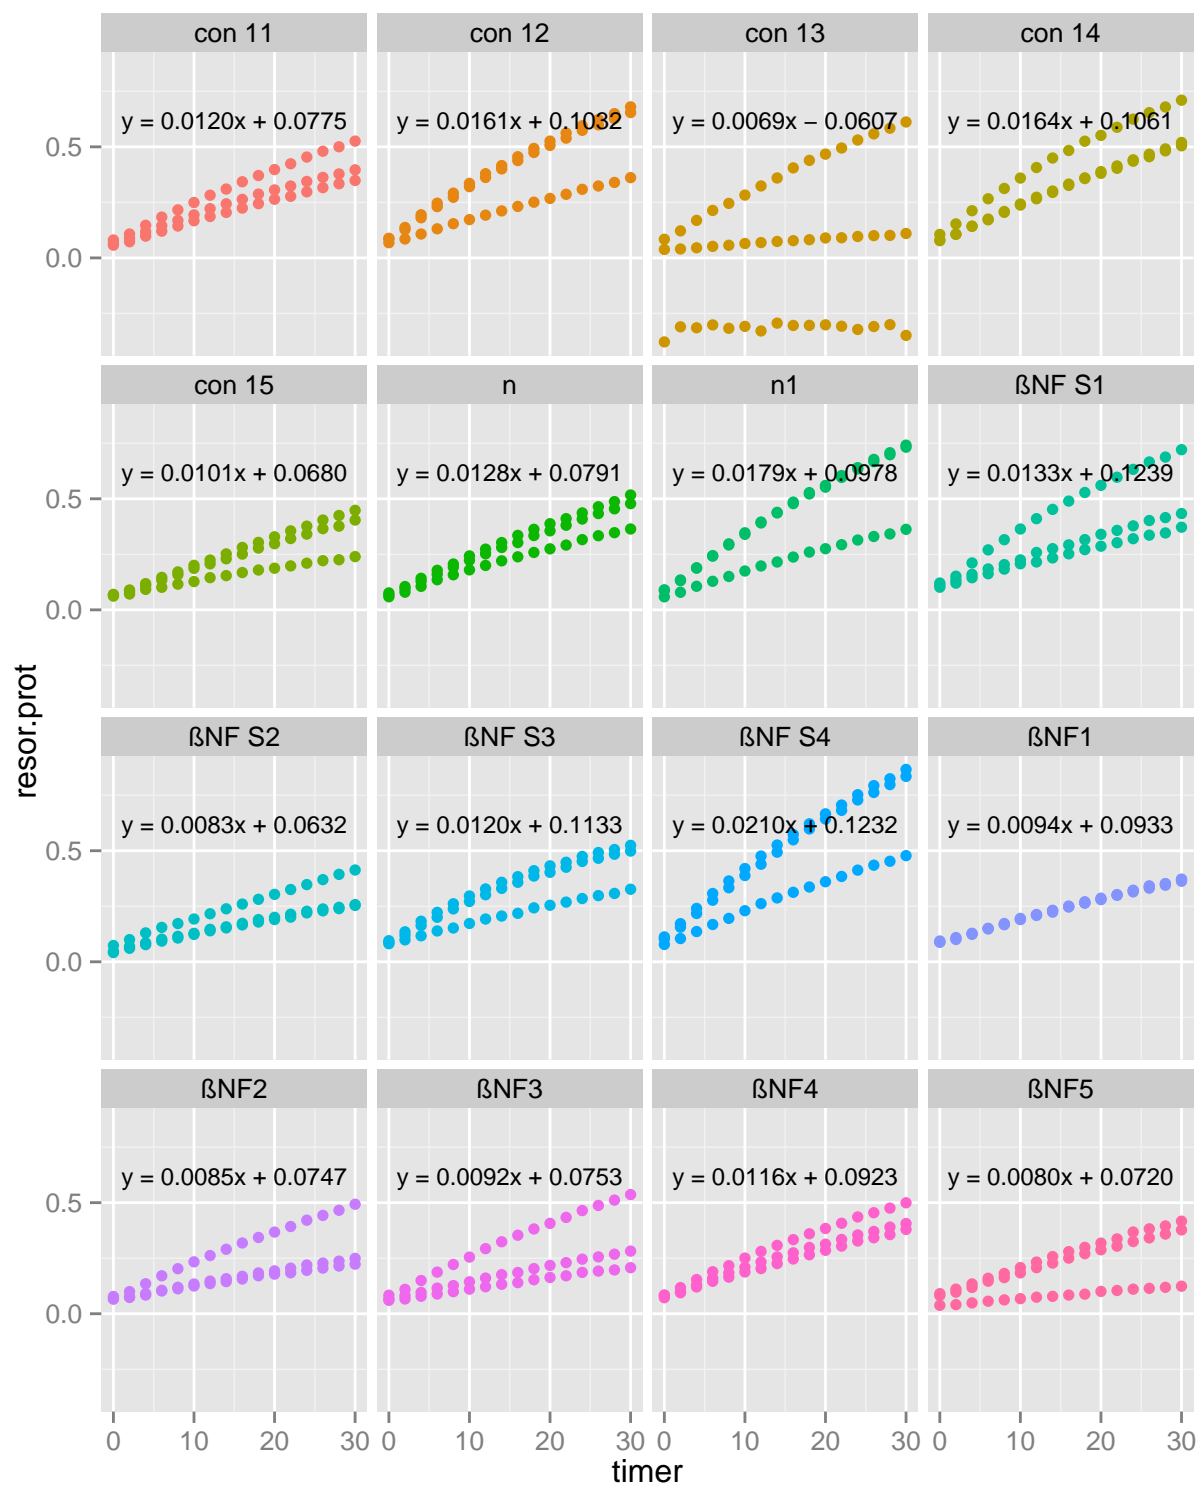 con 11 con 12 con 13 con 14
y = 0.0120x + 0.0775 y = 0.0161x + 0.1032 y = 0.0069x − 0.0607 y = 0.0164x + 0.1061
0.5
0.0
con 15 n n1 ßNF S1
y = 0.0101x + 0.0680 y = 0.0128x + 0.0791 y = 0.0179x + 0.0978 y = 0.0133x + 0.1239
0.5
0.0
resor.prot
ßNF S2 ßNF S3 ßNF S4 ßNF1
y = 0.0083x + 0.0632 y = 0.0120x + 0.1133 y = 0.0210x + 0.1232 y = 0.0094x + 0.0933
0.5
0.0
ßNF2 ßNF3 ßNF4 ßNF5
y = 0.0085x + 0.0747 y = 0.0092x + 0.0753 y = 0.0116x + 0.0923 y = 0.0080x + 0.0720
0.5
0.0
0 10 20 30 0 10 20 30 0 10 20 30 0 10 20 30
timer